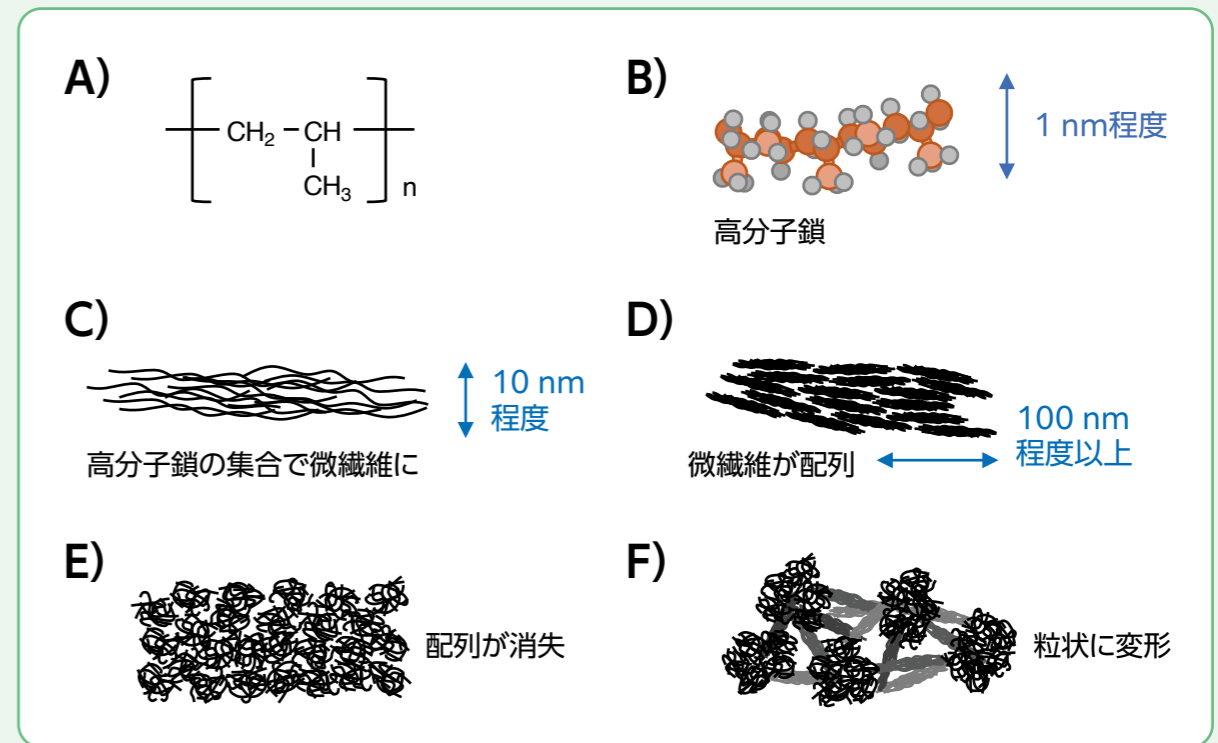 A)
CH2 CH
CH3
n
B)
1 nm程度
高分子鎖
C)
10 nm
程度
高分子鎖の集合で微繊維に
D)
100 nm
程度以上
微繊維が配列
E)
配列が消失
F)
粒状に変形